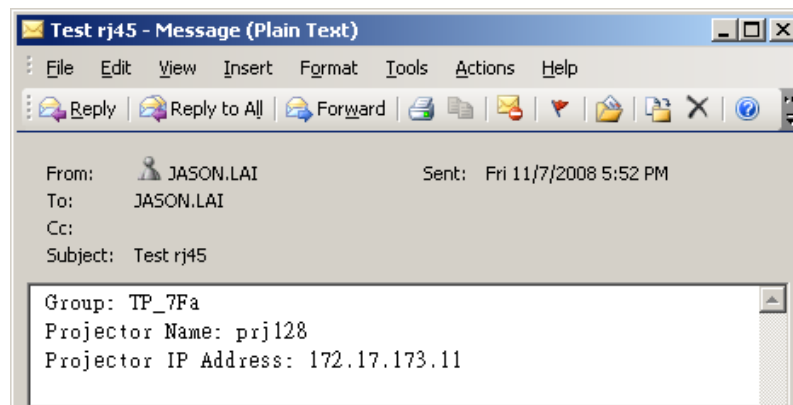 Test rj45 - Message (Plain Text)
File Edit View Insert Format Tools Actions Help
Reply Reply to All Forward
From: JASON.LAI Sent: Fri 11/7/2008 5:52 PM
To: JASON.LAI
Cc:
Subject: Test rj45
Group: TP_7Fa
Projector Name: prj128
Projector IP Address: 172.17.173.11